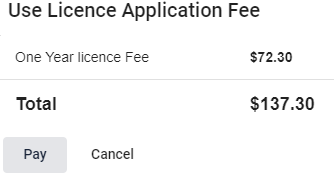 Use Licence Application Fee
One Year licence Fee $72.30
Total $137.30
Pay Cancel